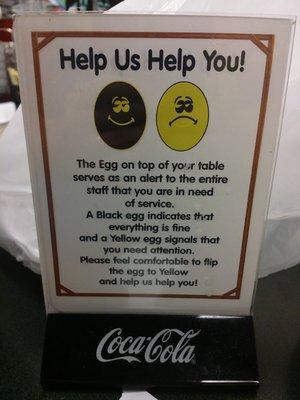 Help Us Help You!
The Egg on top of your table
serves as an alert to the entire
staff that you are in need
of service.
A Black egg indicates that
everything is fine
and a Yellow egg signals that
you need attention.
Please feel comfortable to flip
the egg to Yellow
and help us help you!
Coca-Cola